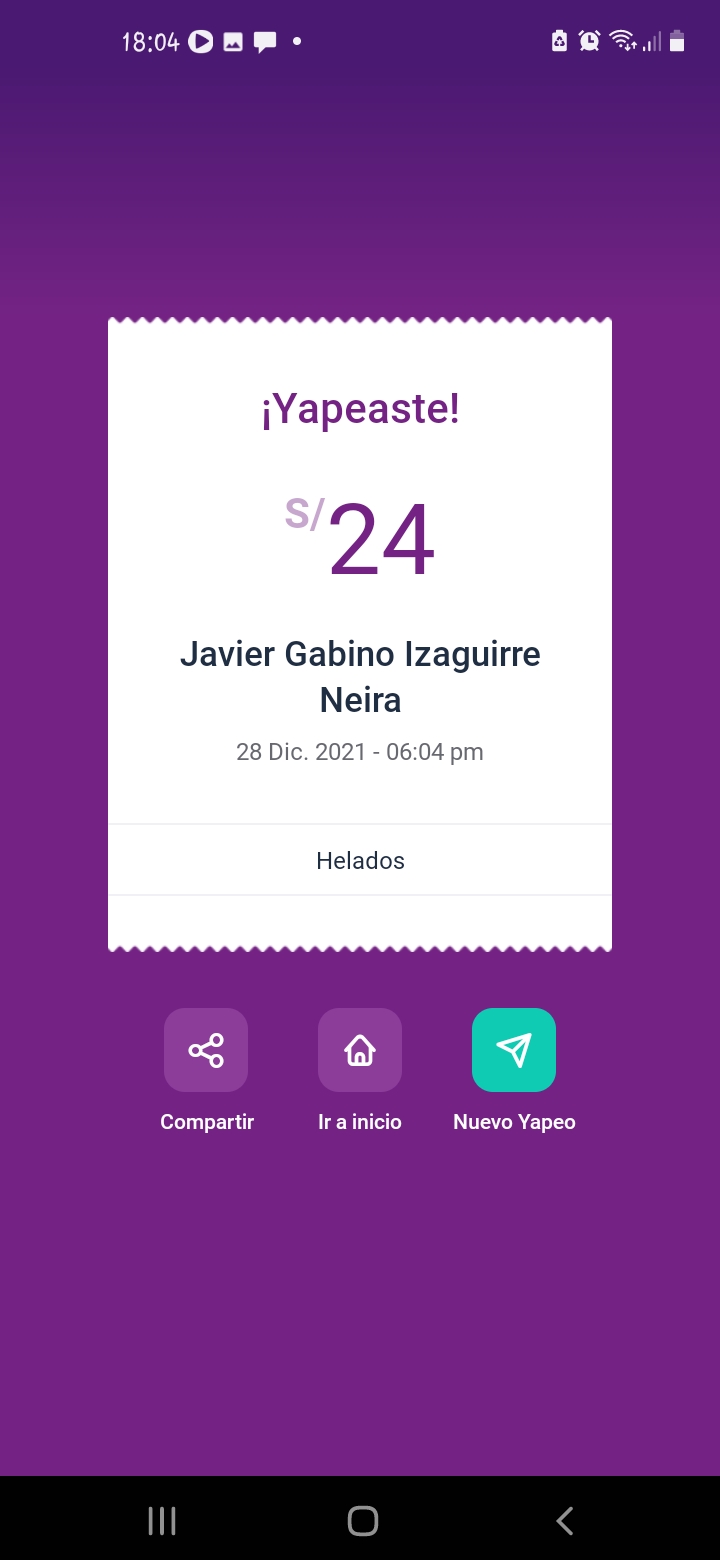 18:04
¡Yapeaste!
S/24
Javier Gabino Izaguirre
Neira
28 Dic. 2021 - 06:04 pm
Helados
Compartir
Ir a inicio
Nuevo Yapeo